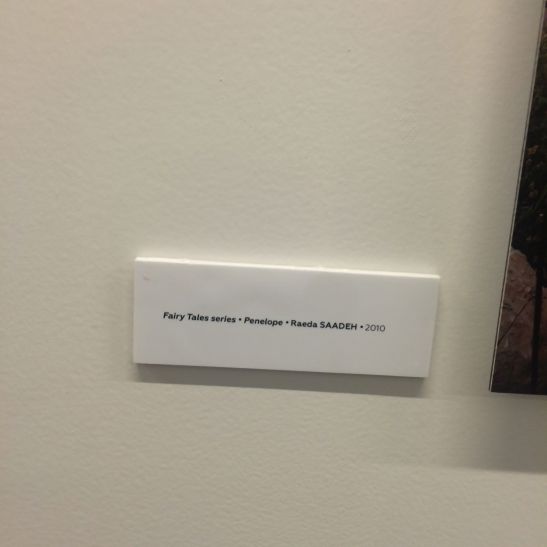 Fairy Tales series • Penelope • Raeda SAADEH • 2010